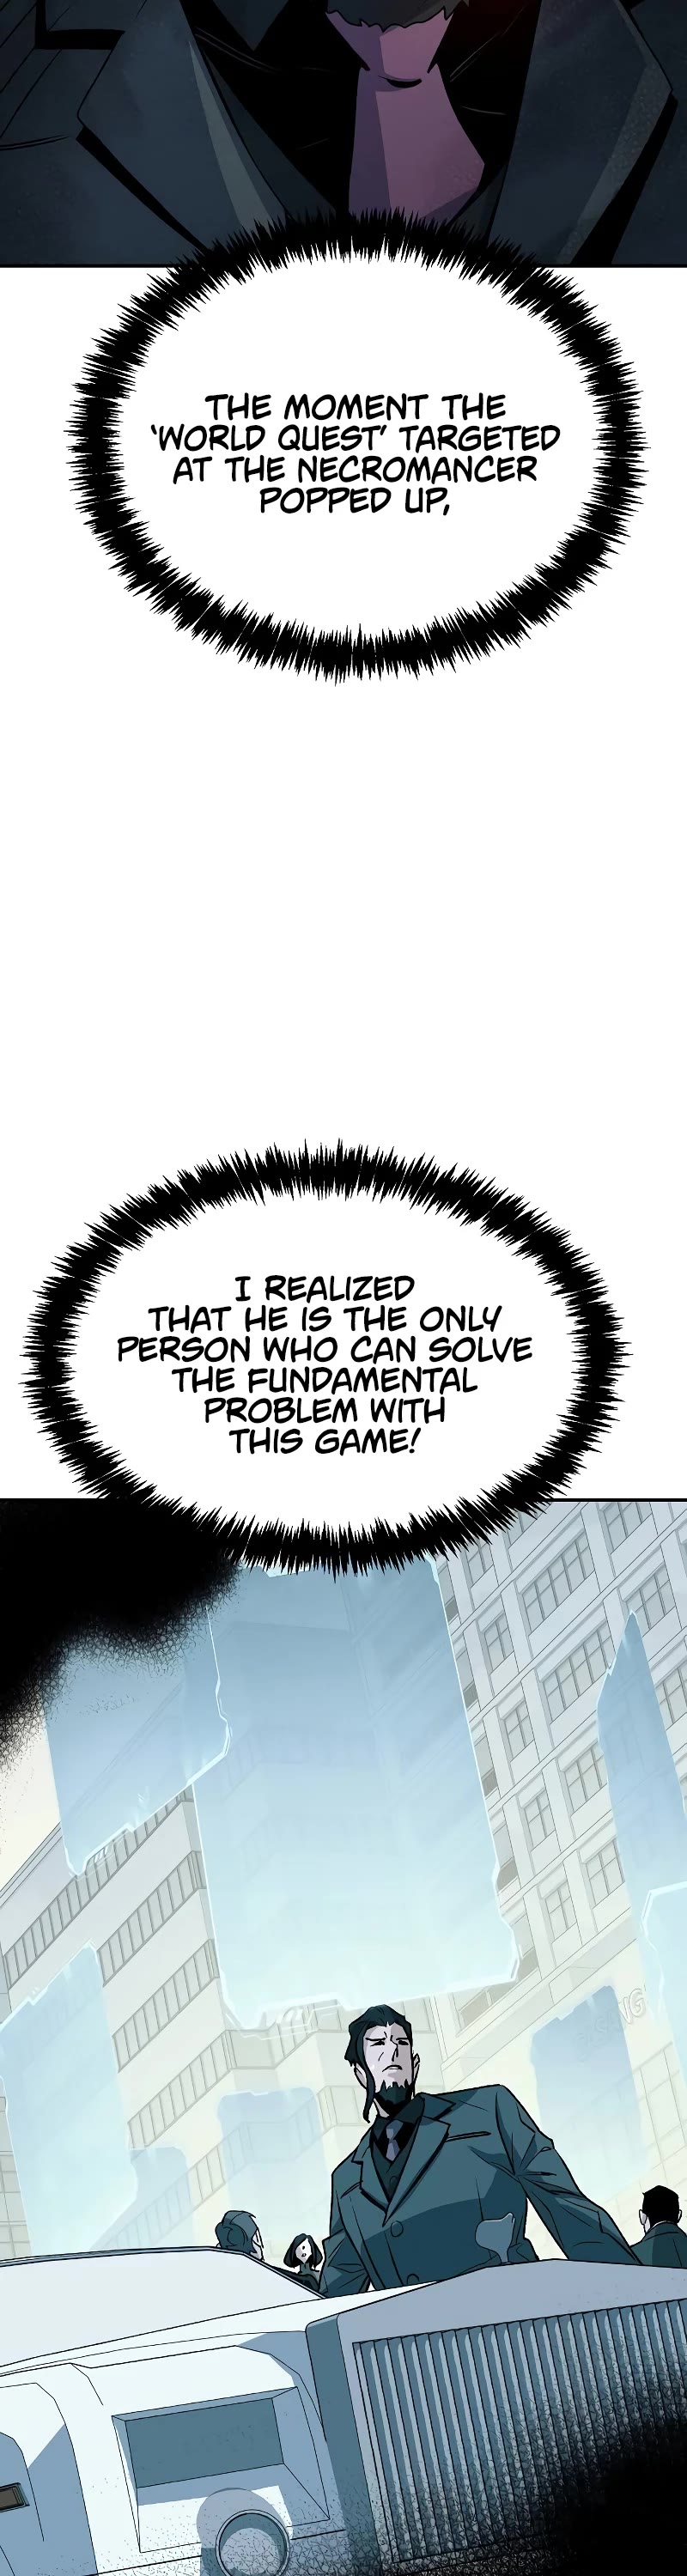 THE MOMENT THE
'WORLD QUEST' TARGETED
AT THE NECROMANCER
POPPED UP,
I REALIZED
THAT HE IS THE ONLY
PERSON WHO CAN SOLVE
THE FUNDAMENTAL
PROBLEM WITH
THIS GAME!